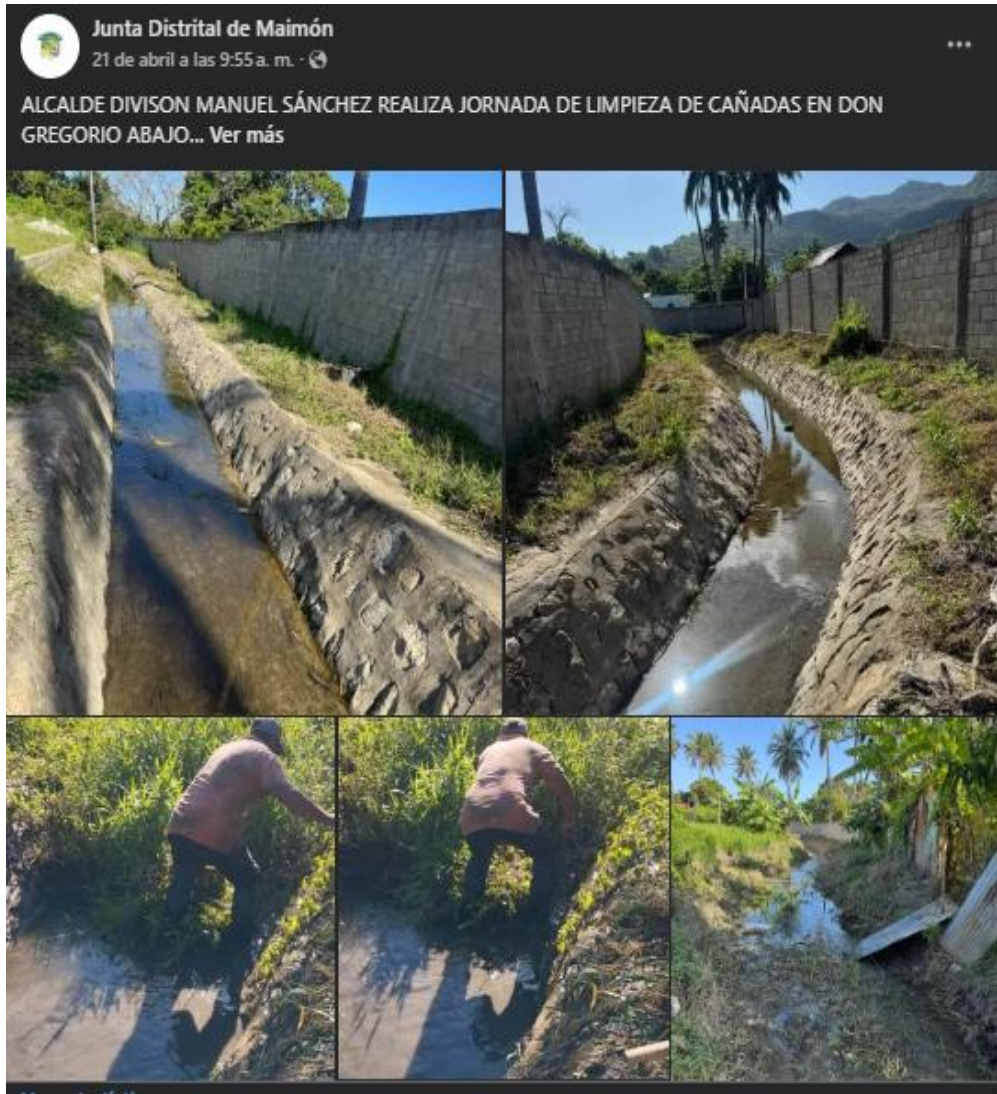 Junta Distrital de Maimón
21 de abril a las 9:55 a. m. ·
ALCALDE DIVISON MANUEL SÁNCHEZ REALIZA JORNADA DE LIMPIEZA DE CAÑADAS EN DON
GREGORIO ABAJO... Ver más